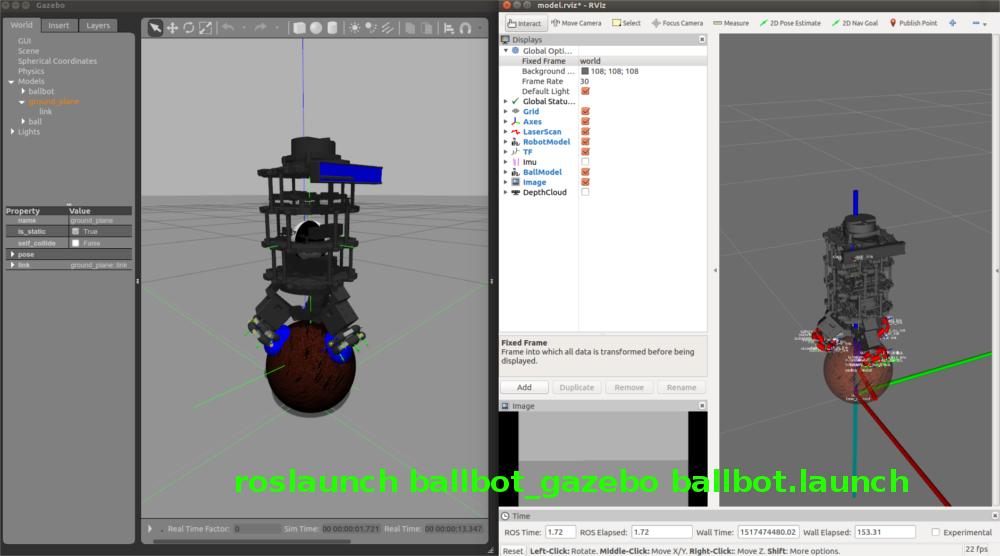 Gazebo
World Insert Layers
GUI
Scene
Spherical Coordinates
Physics
Models
ballbot
ground_plane
link
ball
Lights
Property Value
name ground_plane
is_static True
self_collide False
pose
link ground_plane::link
Real Time Factor: 0 Sim Time: 00 00:00:01.721 Real Time: 00 00:00:13.347
model.rviz* - RViz
Interact Move Camera Select Focus Camera Measure 2D Pose Estimate 2D Nav Goal Publish Point
Displays
Global Opti...
Fixed Frame world
Background ... 108; 108; 108
Frame Rate 30
Default Light
Global Statu...
Grid
Axes
LaserScan
RobotModel
TF
Imu
BallModel
Image
DepthCloud
Fixed Frame
Frame into which all data is transformed before being
displayed.
Add Duplicate Remove Rename
Image
roslaunch ballbot_gazebo ballbot.launch
Time
ROS Time: 1.72 ROS Elapsed: 1.72 Wall Time: 1517474480.02 Wall Elapsed: 153.31 Experimental
Reset Left-Click: Rotate. Middle-Click: Move X/Y. Right-Click:: Move Z. Shift: More options. 22 fps